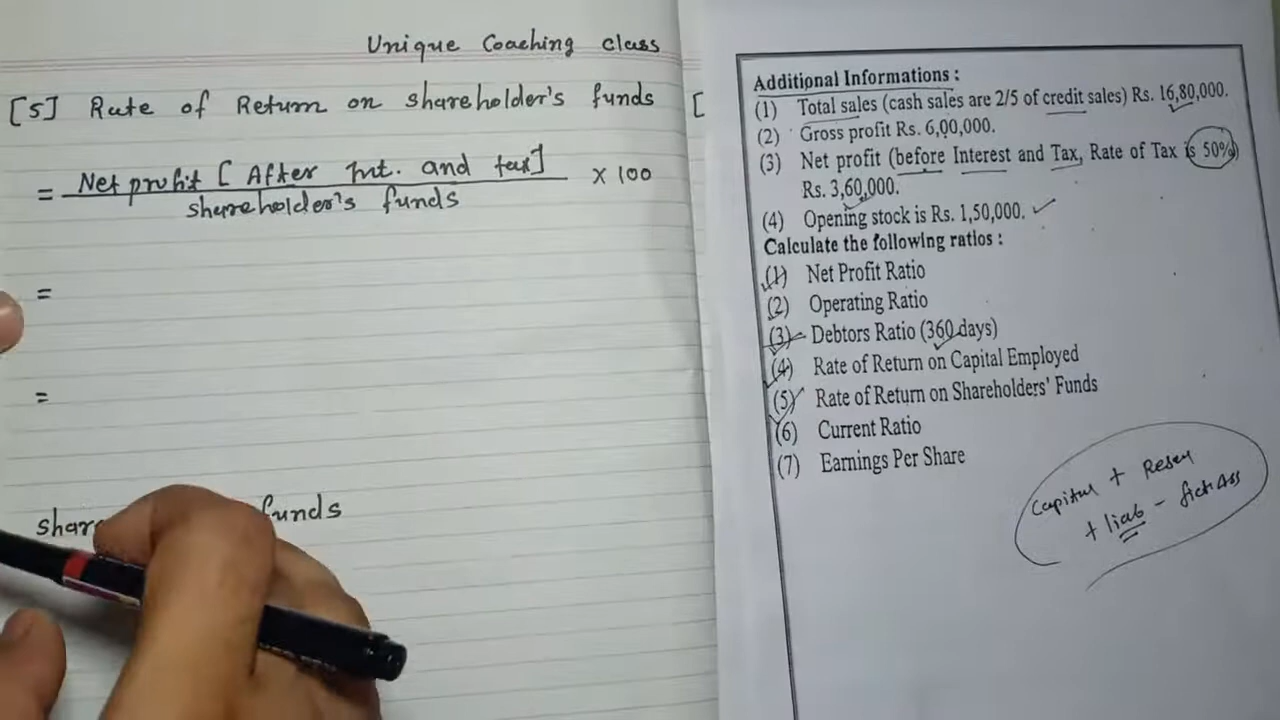 Unique Coaching class
[5] Rate of Return on shareholder's funds [
= Net profit [ After Int. and tax] × 100
shareholder's funds
=
=
funds
Additional Informations :
(1) Total sales (cash sales are 2/5 of credit sales) Rs. 16,80,000.
(2) Gross profit Rs. 6,00,000.
(3) Net profit (before Interest and Tax, Rate of Tax is 50%)
Rs. 3,60,000.
(4) Opening stock is Rs. 1,50,000.
Calculate the following ratios :
(1) Net Profit Ratio
(2) Operating Ratio
(3) Debtors Ratio (360 days)
(4) Rate of Return on Capital Employed
(5) Rate of Return on Shareholders' Funds
(6) Current Ratio
(7) Earnings Per Share
Capital + Reser
+ liab - fict Ass